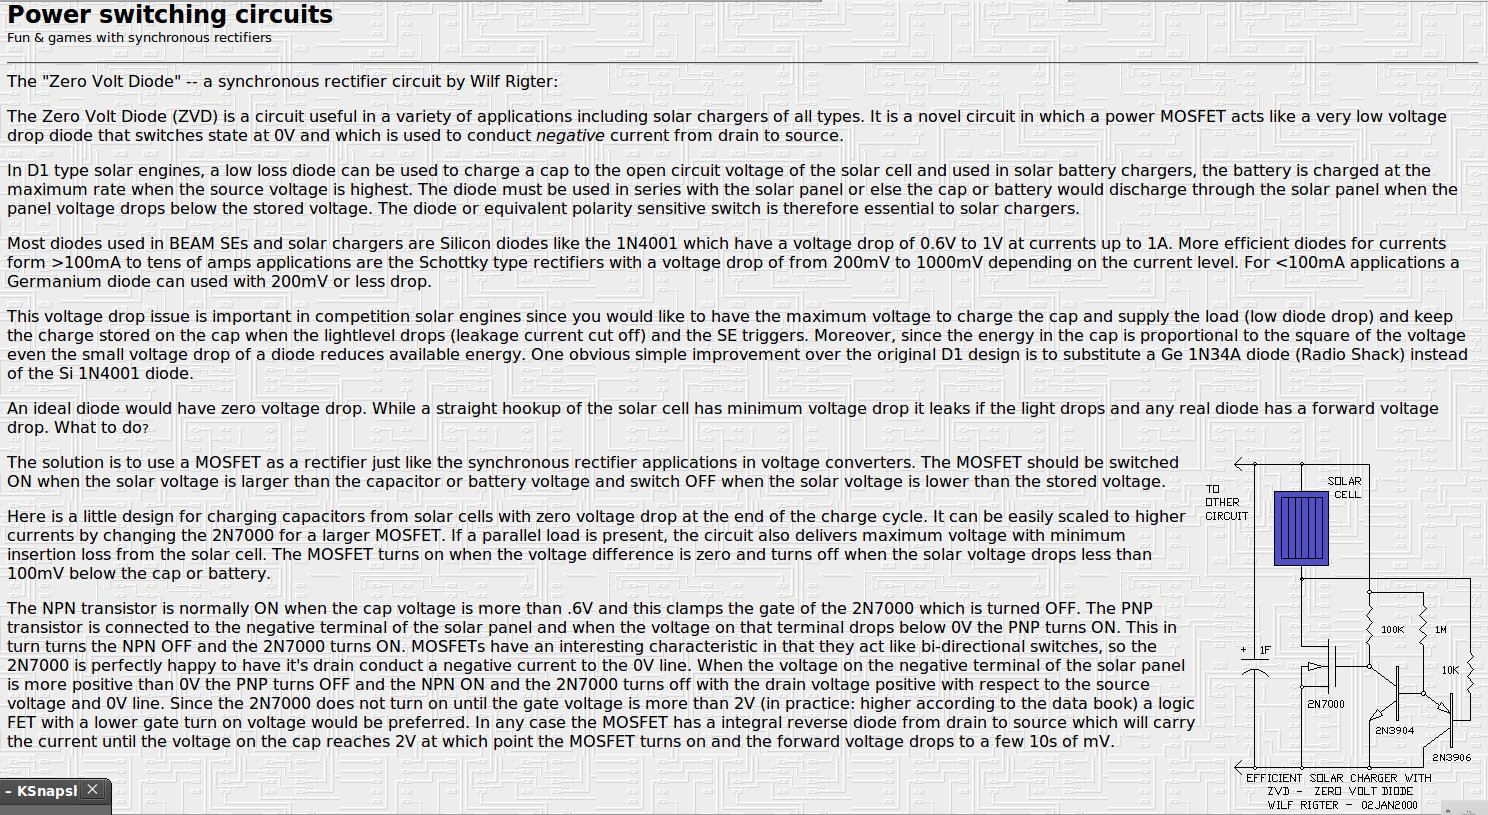 Power switching circuits
Fun & games with synchronous rectifiers
The "Zero Volt Diode" -- a synchronous rectifier circuit by Wilf Rigter:
The Zero Volt Diode (ZVD) is a circuit useful in a variety of applications including solar chargers of all types. It is a novel circuit in which a power MOSFET acts like a very low voltage
drop diode that switches state at 0V and which is used to conduct negative current from drain to source.
In D1 type solar engines, a low loss diode can be used to charge a cap to the open circuit voltage of the solar cell and used in solar battery chargers, the battery is charged at the
maximum rate when the source voltage is highest. The diode must be used in series with the solar panel or else the cap or battery would discharge through the solar panel when the
panel voltage drops below the stored voltage. The diode or equivalent polarity sensitive switch is therefore essential to solar chargers.
Most diodes used in BEAM SEs and solar chargers are Silicon diodes like the 1N4001 which have a voltage drop of 0.6V to 1V at currents up to 1A. More efficient diodes for currents
form >100mA to tens of amps applications are the Schottky type rectifiers with a voltage drop of from 200mV to 1000mV depending on the current level. For <100mA applications a
Germanium diode can used with 200mV or less drop.
This voltage drop issue is important in competition solar engines since you would like to have the maximum voltage to charge the cap and supply the load (low diode drop) and keep
the charge stored on the cap when the lightlevel drops (leakage current cut off) and the SE triggers. Moreover, since the energy in the cap is proportional to the square of the voltage
even the small voltage drop of a diode reduces available energy. One obvious simple improvement over the original D1 design is to substitute a Ge 1N34A diode (Radio Shack) instead
of the Si 1N4001 diode.
An ideal diode would have zero voltage drop. While a straight hookup of the solar cell has minimum voltage drop it leaks if the light drops and any real diode has a forward voltage
drop. What to do?
The solution is to use a MOSFET as a rectifier just like the synchronous rectifier applications in voltage converters. The MOSFET should be switched
ON when the solar voltage is larger than the capacitor or battery voltage and switch OFF when the solar voltage is lower than the stored voltage.
Here is a little design for charging capacitors from solar cells with zero voltage drop at the end of the charge cycle. It can be easily scaled to higher
currents by changing the 2N7000 for a larger MOSFET. If a parallel load is present, the circuit also delivers maximum voltage with minimum
insertion loss from the solar cell. The MOSFET turns on when the voltage difference is zero and turns off when the solar voltage drops less than
100mV below the cap or battery.
The NPN transistor is normally ON when the cap voltage is more than .6V and this clamps the gate of the 2N7000 which is turned OFF. The PNP
transistor is connected to the negative terminal of the solar panel and when the voltage on that terminal drops below 0V the PNP turns ON. This in
turn turns the NPN OFF and the 2N7000 turns ON. MOSFETs have an interesting characteristic in that they act like bi-directional switches, so the
2N7000 is perfectly happy to have it's drain conduct a negative current to the 0V line. When the voltage on the negative terminal of the solar panel
is more positive than 0V the PNP turns OFF and the NPN ON and the 2N7000 turns off with the drain voltage positive with respect to the source
voltage and 0V line. Since the 2N7000 does not turn on until the gate voltage is more than 2V (in practice: higher according to the data book) a logic
FET with a lower gate turn on voltage would be preferred. In any case the MOSFET has a integral reverse diode from drain to source which will carry
the current until the voltage on the cap reaches 2V at which point the MOSFET turns on and the forward voltage drops to a few 10s of mV.
TO
OTHER
CIRCUIT
SOLAR
CELL
100K
1M
+ 1F
10K
2N7000
2N3904
2N3906
EFFICIENT SOLAR CHARGER WITH
ZVD - ZERO VOLT DIODE
WILF RIGTER - 02JAN2000
– KSnapsh